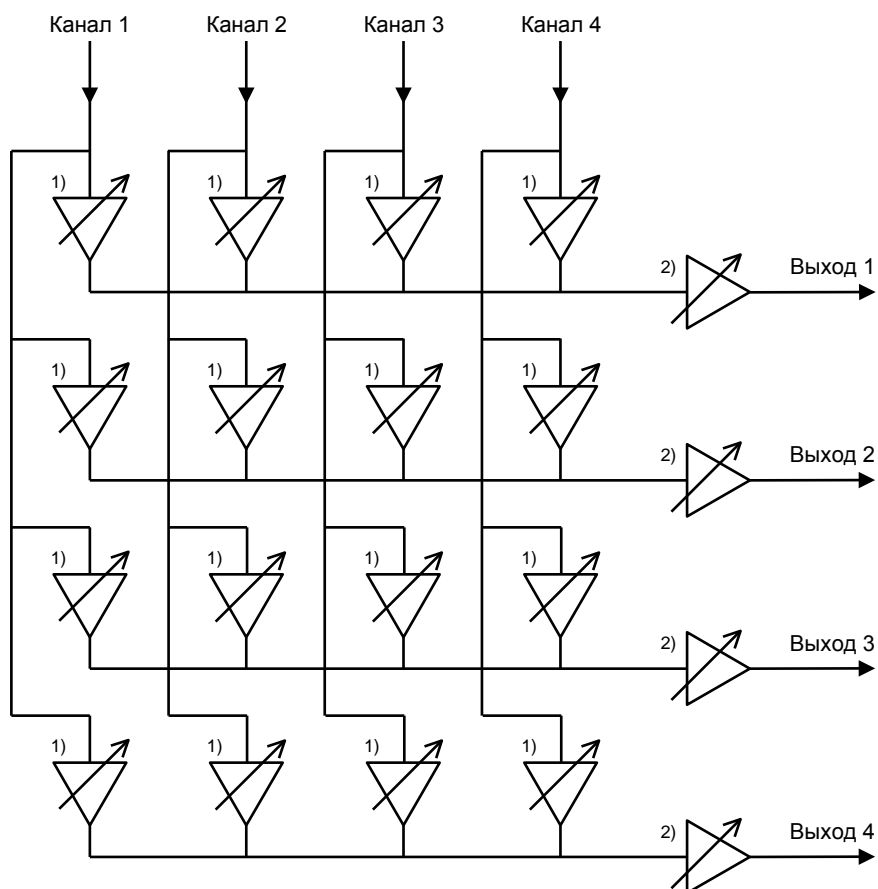 Канал 1 Канал 2 Канал 3 Канал 4
1) 1) 1) 1)
2) Выход 1
1) 1) 1) 1)
2) Выход 2
1) 1) 1) 1)
2) Выход 3
1) 1) 1) 1)
2) Выход 4